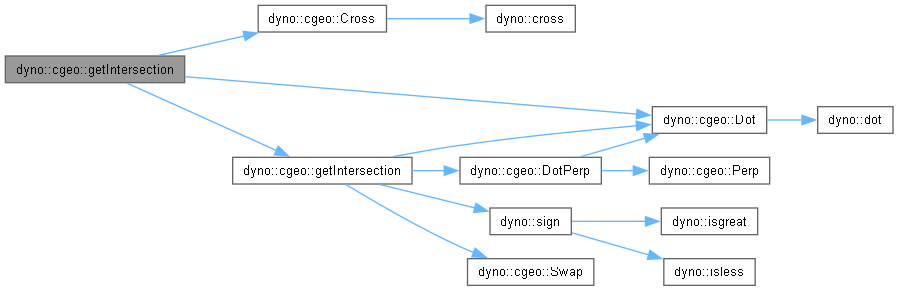 dyno::cgeo::Cross
dyno::cross
dyno::cgeo::getIntersection
dyno::cgeo::Dot
dyno::dot
dyno::cgeo::getIntersection
dyno::cgeo::DotPerp
dyno::cgeo::Perp
dyno::sign
dyno::isgreat
dyno::cgeo::Swap
dyno::isless